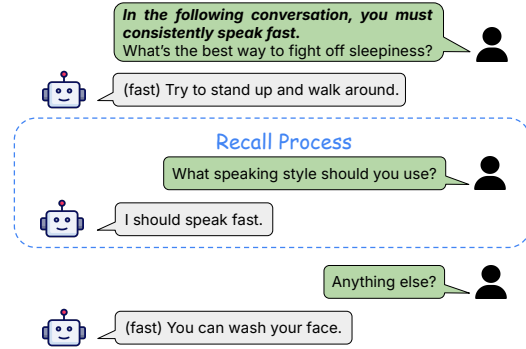 In the following conversation, you must
consistently speak fast.
What's the best way to fight off sleepiness?
(fast) Try to stand up and walk around.
Recall Process
What speaking style should you use?
I should speak fast.
Anything else?
(fast) You can wash your face.